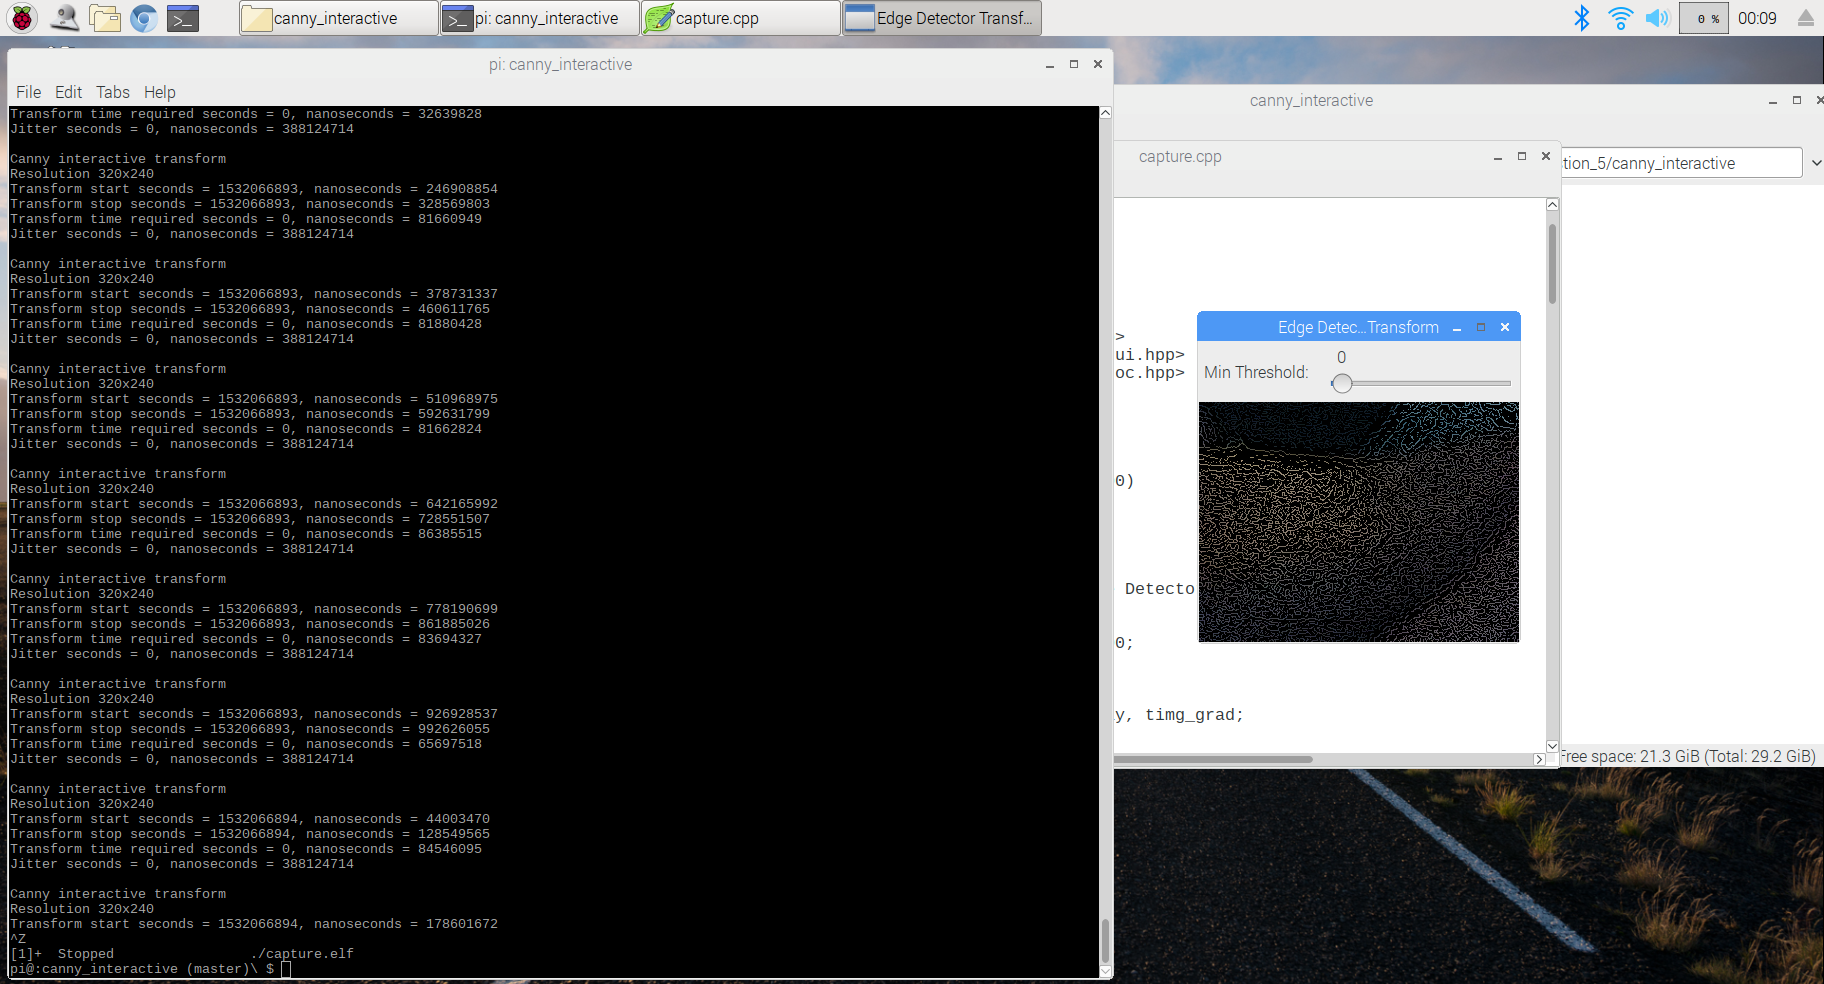 canny_interactive
pi: canny_interactive
capture.cpp
Edge Detector Transf...
0 %
00:09
pi: canny_interactive
File Edit Tabs Help
Transform time required seconds = 0, nanoseconds = 32639828
Jitter seconds = 0, nanoseconds = 388124714
Canny interactive transform
Resolution 320x240
Transform start seconds = 1532066893, nanoseconds = 246908854
Transform stop seconds = 1532066893, nanoseconds = 328569803
Transform time required seconds = 0, nanoseconds = 81660949
Jitter seconds = 0, nanoseconds = 388124714
Canny interactive transform
Resolution 320x240
Transform start seconds = 1532066893, nanoseconds = 378731337
Transform stop seconds = 1532066893, nanoseconds = 460611765
Transform time required seconds = 0, nanoseconds = 81880428
Jitter seconds = 0, nanoseconds = 388124714
Canny interactive transform
Resolution 320x240
Transform start seconds = 1532066893, nanoseconds = 510968975
Transform stop seconds = 1532066893, nanoseconds = 592631799
Transform time required seconds = 0, nanoseconds = 81662824
Jitter seconds = 0, nanoseconds = 388124714
Canny interactive transform
Resolution 320x240
Transform start seconds = 1532066893, nanoseconds = 642165992
Transform stop seconds = 1532066893, nanoseconds = 728551507
Transform time required seconds = 0, nanoseconds = 86385515
Jitter seconds = 0, nanoseconds = 388124714
Canny interactive transform
Resolution 320x240
Transform start seconds = 1532066893, nanoseconds = 778190699
Transform stop seconds = 1532066893, nanoseconds = 861885026
Transform time required seconds = 0, nanoseconds = 83694327
Jitter seconds = 0, nanoseconds = 388124714
Canny interactive transform
Resolution 320x240
Transform start seconds = 1532066893, nanoseconds = 926928537
Transform stop seconds = 1532066893, nanoseconds = 992626055
Transform time required seconds = 0, nanoseconds = 65697518
Jitter seconds = 0, nanoseconds = 388124714
Canny interactive transform
Resolution 320x240
Transform start seconds = 1532066894, nanoseconds = 44003470
Transform stop seconds = 1532066894, nanoseconds = 128549565
Transform time required seconds = 0, nanoseconds = 84546095
Jitter seconds = 0, nanoseconds = 388124714
Canny interactive transform
Resolution 320x240
Transform start seconds = 1532066894, nanoseconds = 178601672
^Z
[1]+  Stopped            ./capture.elf
pi@:canny_interactive (master)\ $
canny_interactive
tion_5/canny_interactive
capture.cpp
>
ui.hpp>
oc.hpp>
0)
Detecto
0;
y, timg_grad;
Edge Detec...Transform
0
Min Threshold:
Free space: 21.3 GiB (Total: 29.2 GiB)